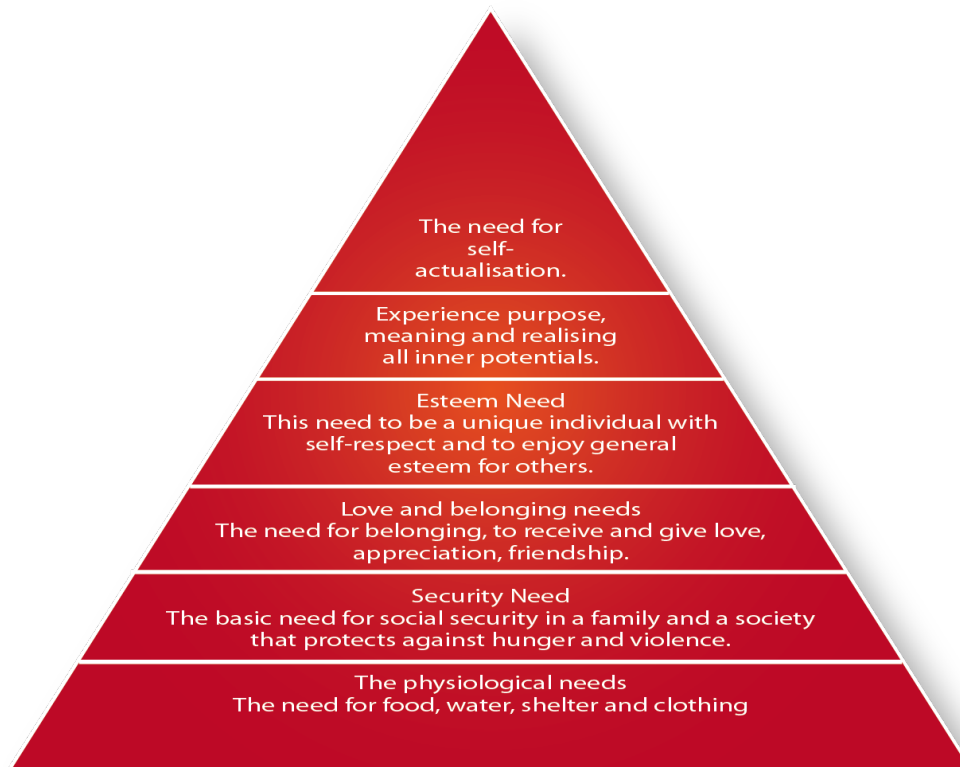 The need for
self-
actualisation.
Experience purpose,
meaning and realising
all inner potentials.
Esteem Need
This need to be a unique individual with
self-respect and to enjoy general
esteem for others.
Love and belonging needs
The need for belonging, to receive and give love,
appreciation, friendship.
Security Need
The basic need for social security in a family and a society
that protects against hunger and violence.
The physiological needs
The need for food, water, shelter and clothing